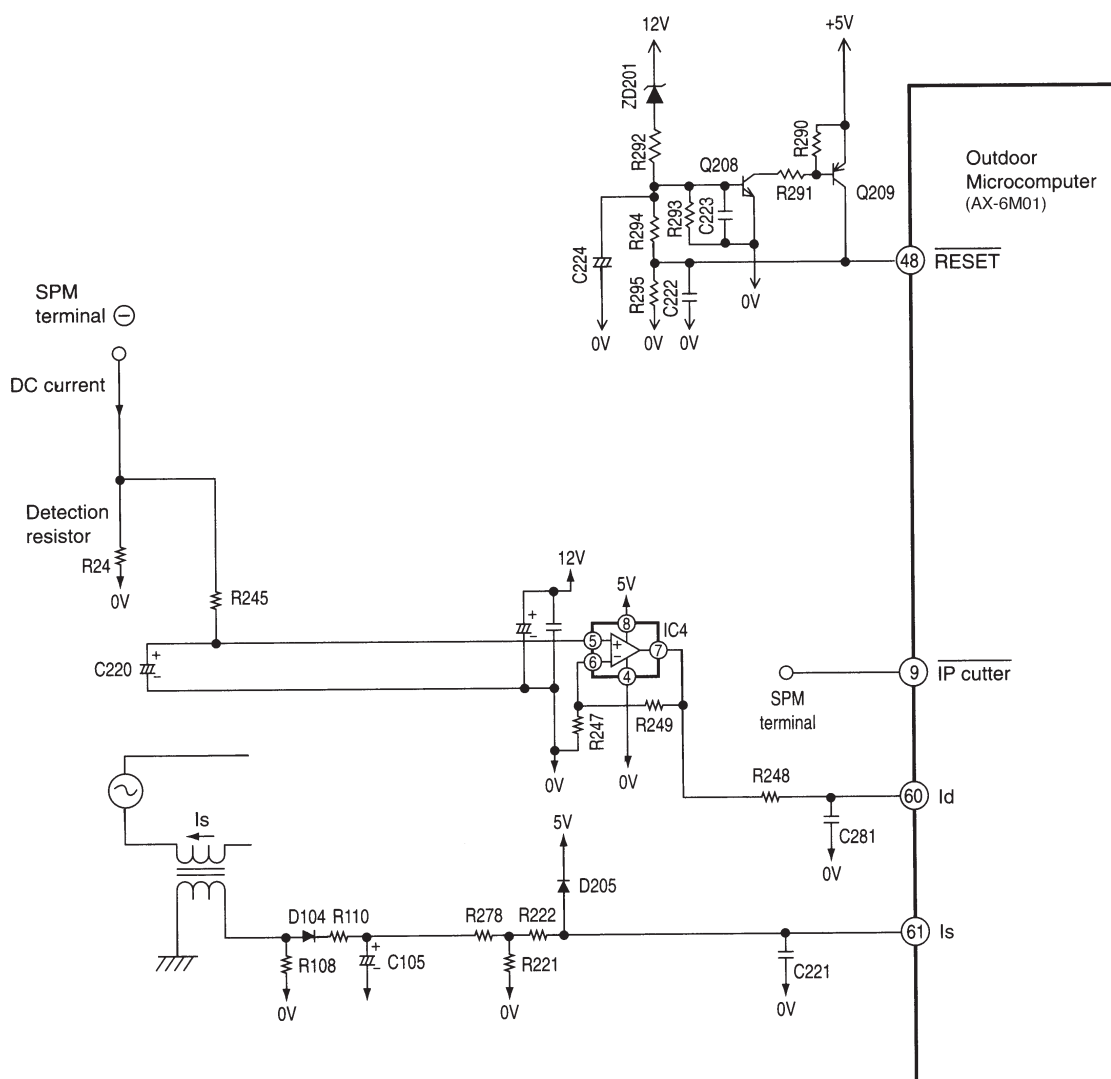 12V
+5V
ZD201
R292
R290
Q208
R291
Q209
Outdoor
Microcomputer
(AX-6M01)
R293
C223
R294
C224
48
RESET
R295
C222
0V
0V
0V
0V
SPM
terminal ⊖
DC current
Detection
resistor
R24
0V
R245
12V
5V
+
-
8
IC4
5
+
7
6
-
4
+
C220
-
R247
R249
0V
0V
SPM
terminal
9
IP cutter
R248
60
Id
C281
0V
Is
5V
D205
D104
R110
R278
R222
61
Is
R108
+
-
C105
R221
C221
0V
0V
0V